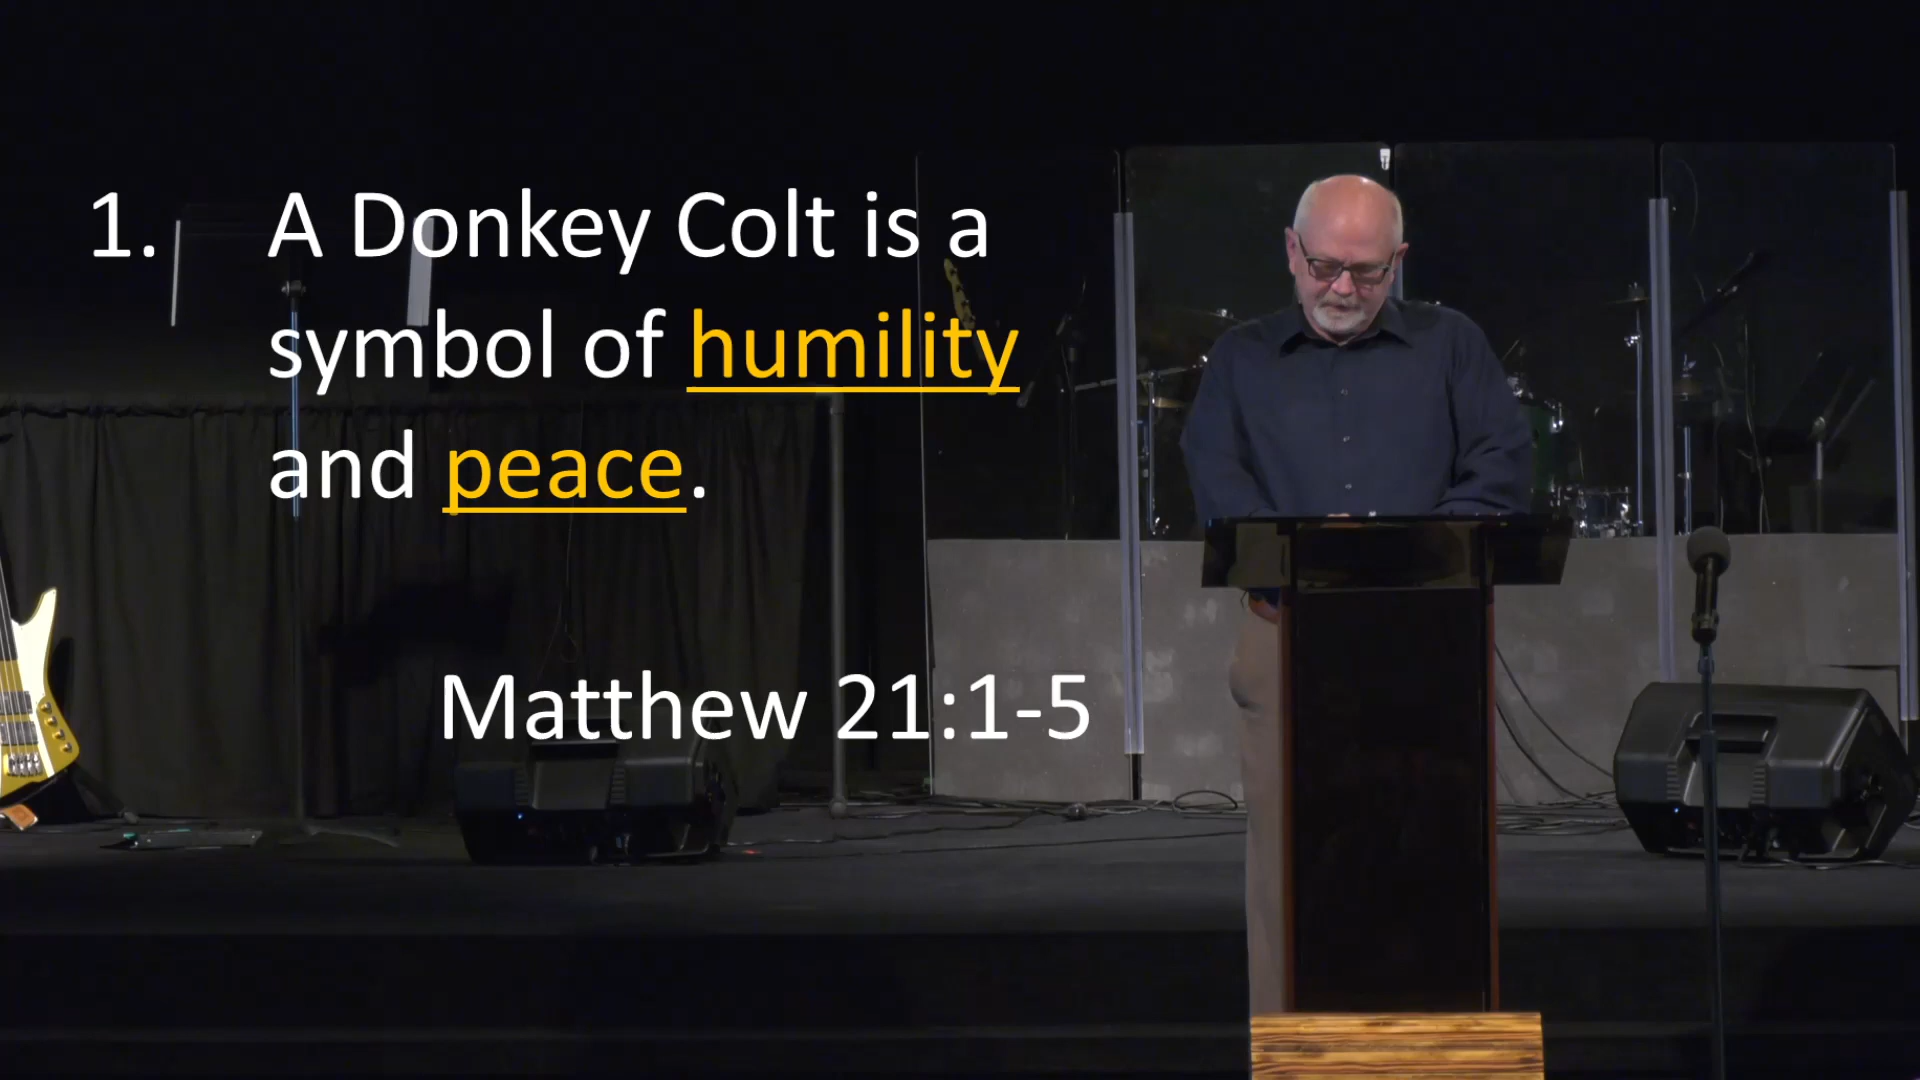 1. A Donkey Colt is a
symbol of humility
and peace.
Matthew 21:1-5